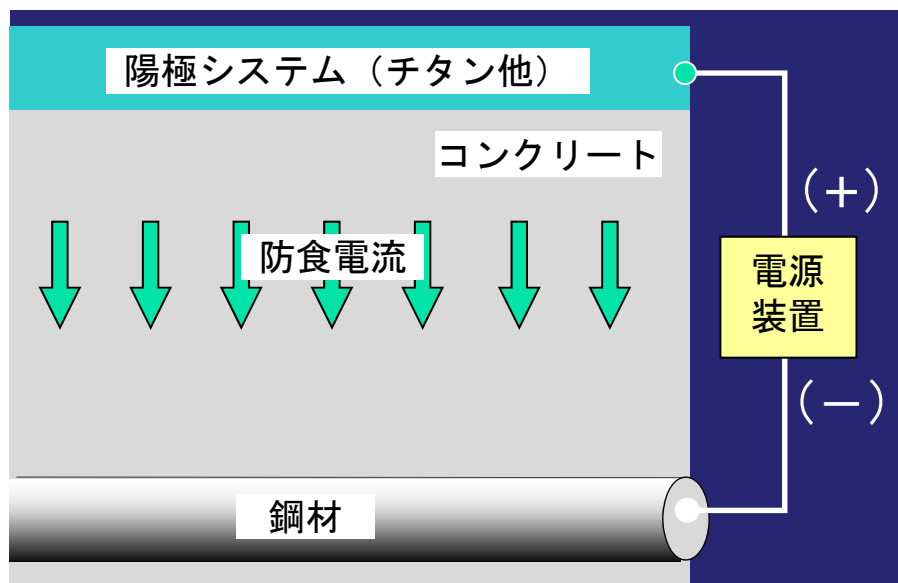 陽極システム（チタン他）
コンクリート
（＋）
防食電流
電源
装置
（－）
鋼材